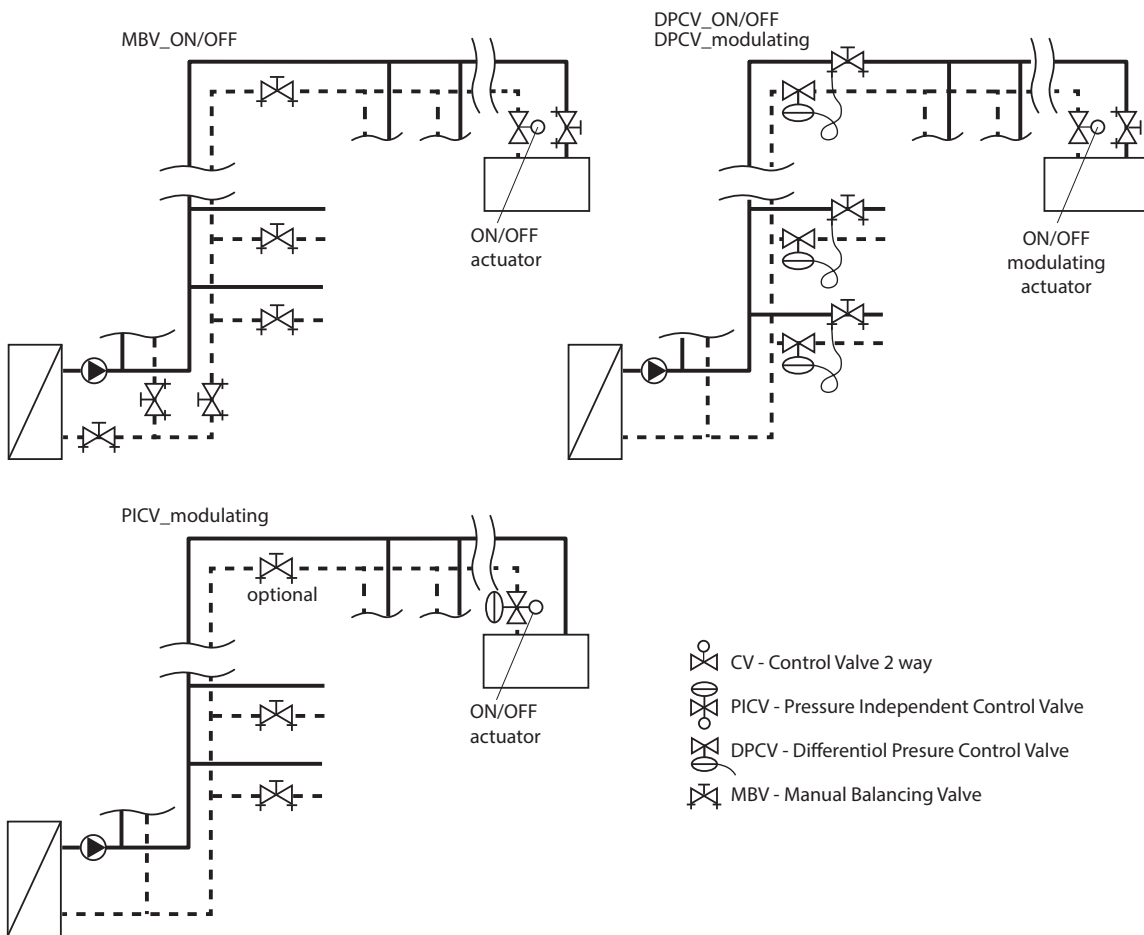 MBV_ON/OFF
ON/OFF
actuator
DPCV_ON/OFF
DPCV_modulating
ON/OFF
modulating
actuator
PICV_modulating
optional
ON/OFF
actuator
CV - Control Valve 2 way
PICV - Pressure Independent Control Valve
DPCV - Differentiol Presure Control Valve
MBV - Manual Balancing Valve